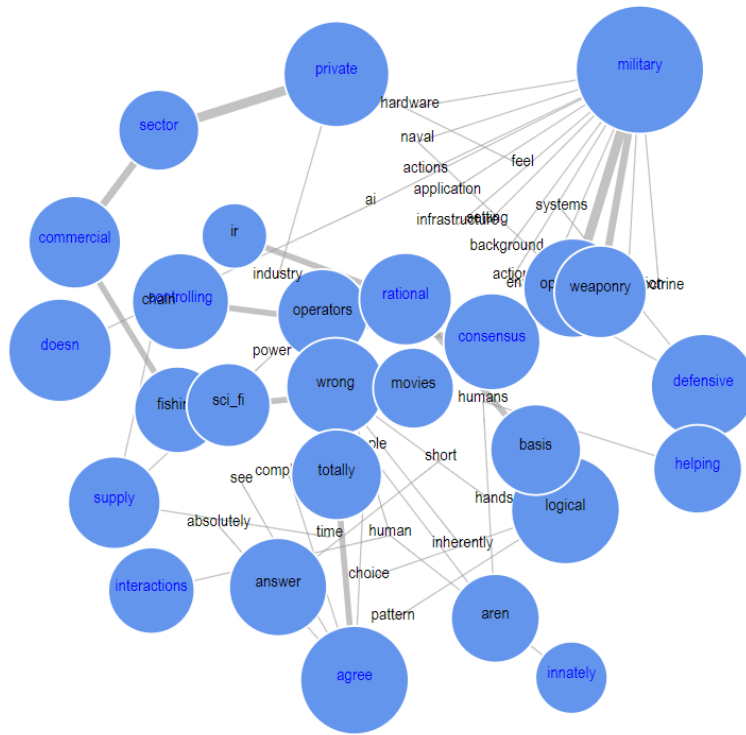 private
military
hardware
sector
naval
feel
actions
application
ai
systems
infrastructure
ir
commercial
background
industry
weaponry
controlling
chain
rational
operators
consensus
doesn
power
defensive
wrong
movies
humans
sci_fi
basis
short
helping
totally
see
hands
supply
logical
absolutely
time
human
inherently
choice
interactions
answer
pattern
aren
agree
innately